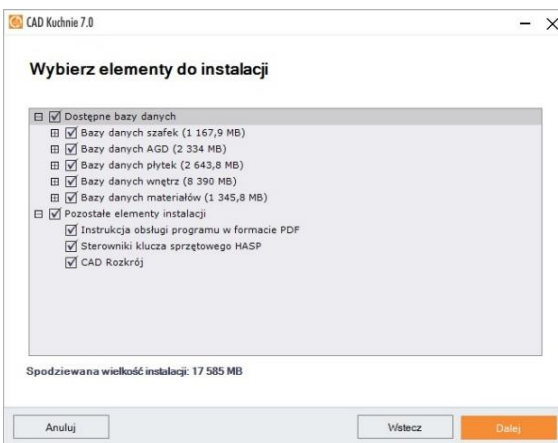 CAD Kuchnie 7.0
Wybierz elementy do instalacji
Dostępne bazy danych
Bazy danych szafek (1 167,9 MB)
Bazy danych AGD (2 334 MB)
Bazy danych płytek (2 643,8 MB)
Bazy danych wnętrz (8 390 MB)
Bazy danych materiałów (1 345,8 MB)
Pozostałe elementy instalacji
Instrukcja obsługi programu w formacie PDF
Sterowniki klucza sprzętowego HASP
CAD Rozkrój
Spodziewana wielkość instalacji: 17 585 MB
Anuluj Wstecz Dalej